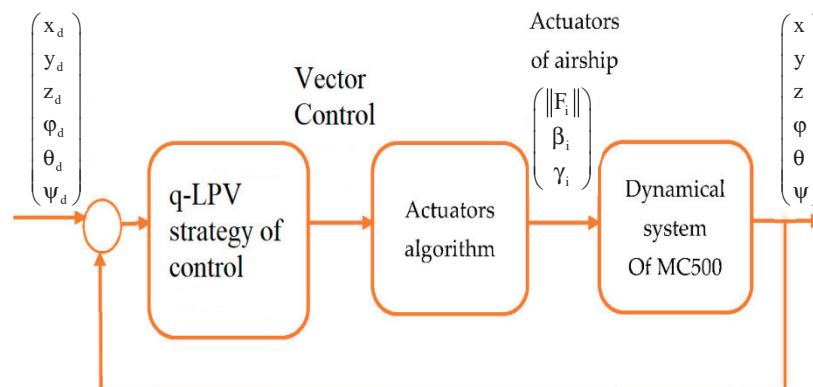 x_d
y_d
z_d
φ_d
θ_d
ψ_d
q-LPV
strategy of
control
Vector
Control
Actuators
algorithm
Actuators
of airship
‖F_i‖
β_i
γ_i
Dynamical
system
Of MC500
x
y
z
φ
θ
ψ